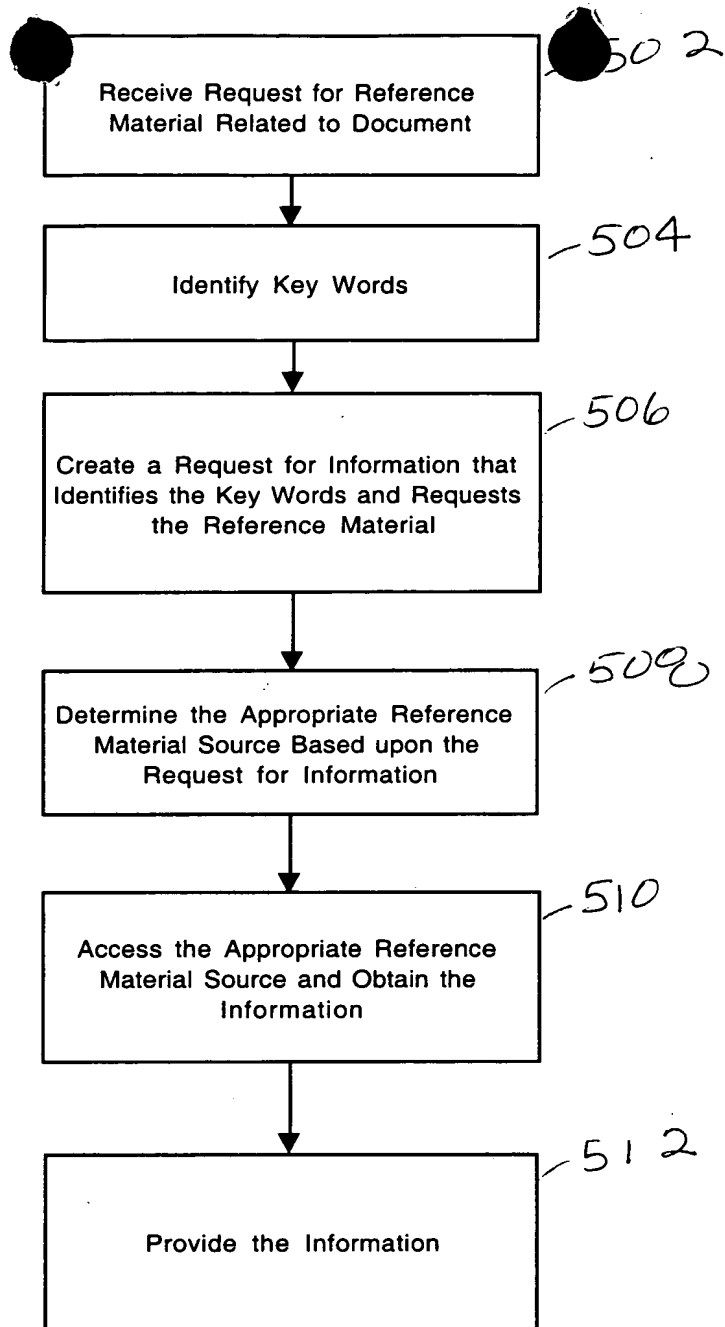 502
Receive Request for Reference
Material Related to Document
504
Identify Key Words
506
Create a Request for Information that
Identifies the Key Words and Requests
the Reference Material
508
Determine the Appropriate Reference
Material Source Based upon the
Request for Information
510
Access the Appropriate Reference
Material Source and Obtain the
Information
512
Provide the Information